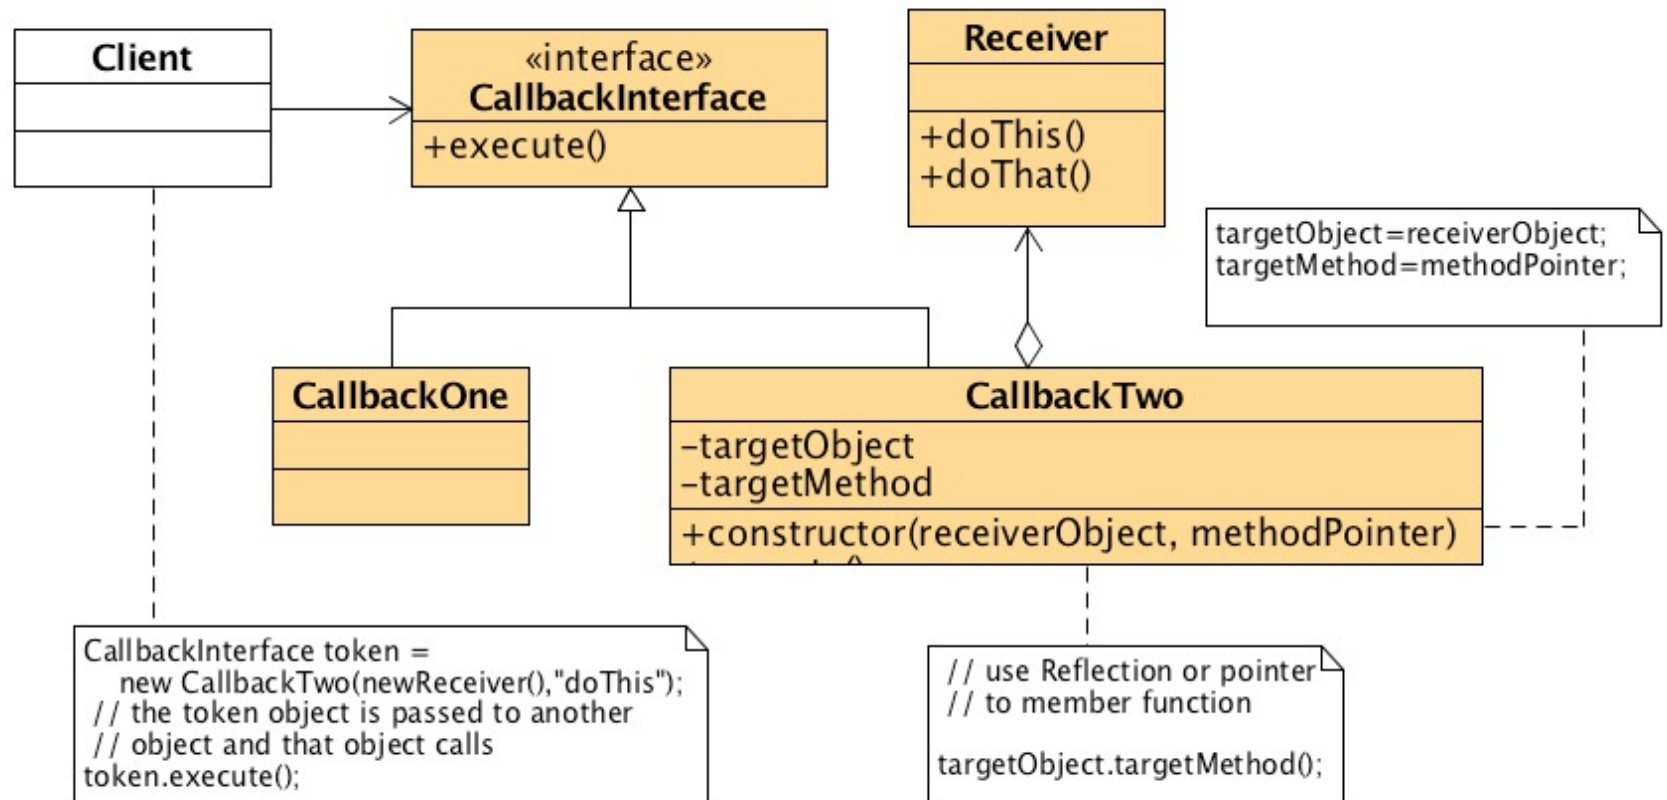 Client
«interface»
CallbackInterface
+execute()
Receiver
+doThis()
+doThat()
targetObject=receiverObject;
targetMethod=methodPointer;
CallbackOne
CallbackTwo
–targetObject
–targetMethod
+constructor(receiverObject, methodPointer)
CallbackInterface token =
new CallbackTwo(newReceiver(),"doThis");
// the token object is passed to another
// object and that object calls
token.execute();
// use Reflection or pointer
// to member function
targetObject.targetMethod();